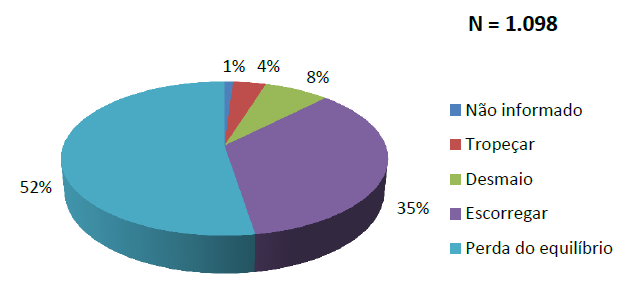 N = 1.098
1%
4%
8%
52%
35%
Não informado
Tropeçar
Desmaio
Escorregar
Perda do equilíbrio